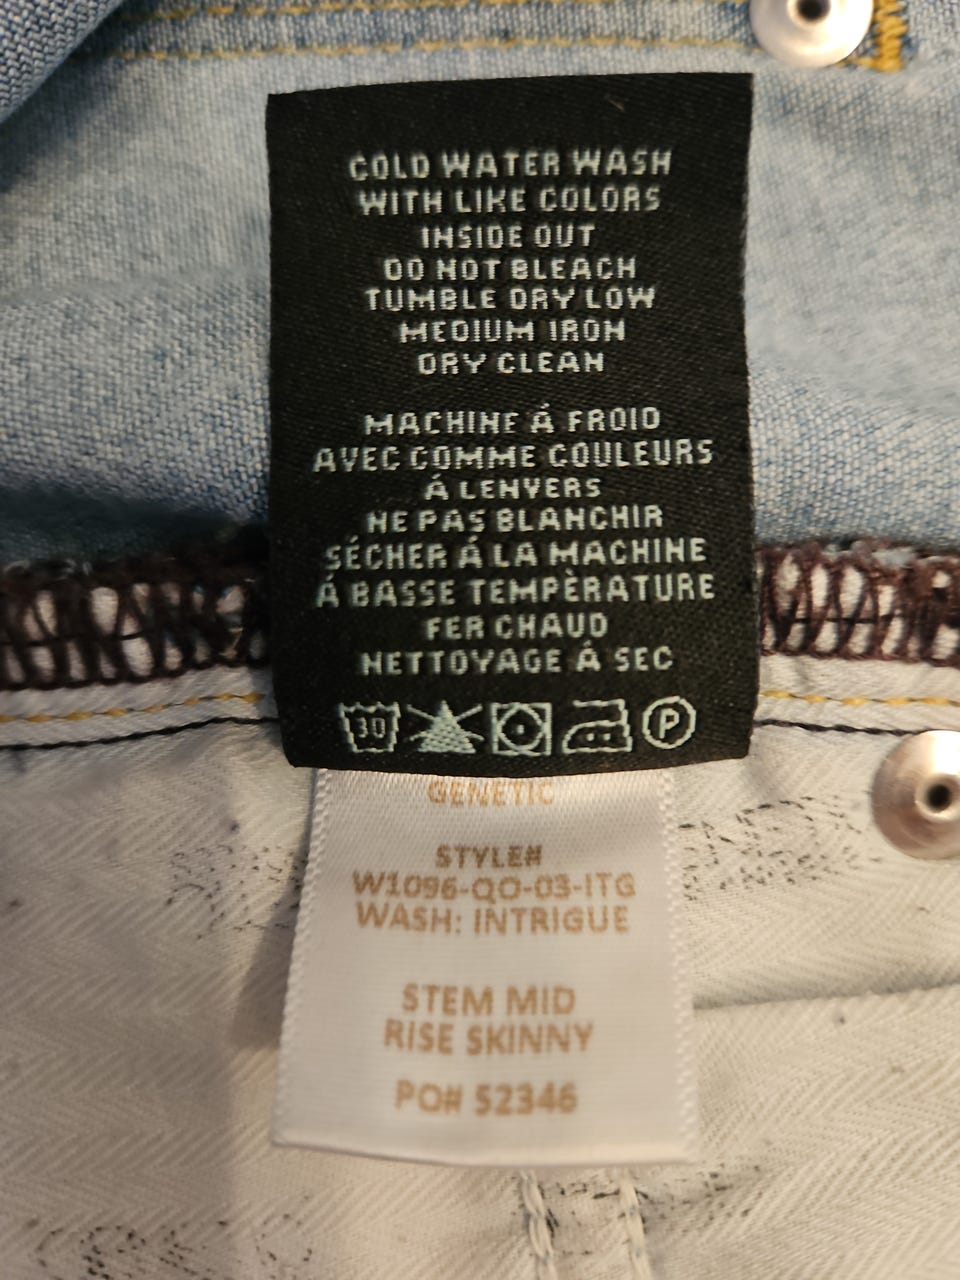 COLD WATER WASH
WITH LIKE COLORS
INSIDE OUT
DO NOT BLEACH
TUMBLE DRY LOW
MEDIUM IRON
DRY CLEAN
MACHINE Á FROID
AVEC COMME COULEURS
Á LENVERS
NE PAS BLANCHIR
SÉCHER Á LA MACHINE
Á BASSE TEMPÈRATURE
FER CHAUD
NETTOYAGE Á SEC
30 P
GENETIC
STYLE#
W1096-QO-03-ITG
WASH: INTRIGUE
STEM MID
RISE SKINNY
PO# 52346